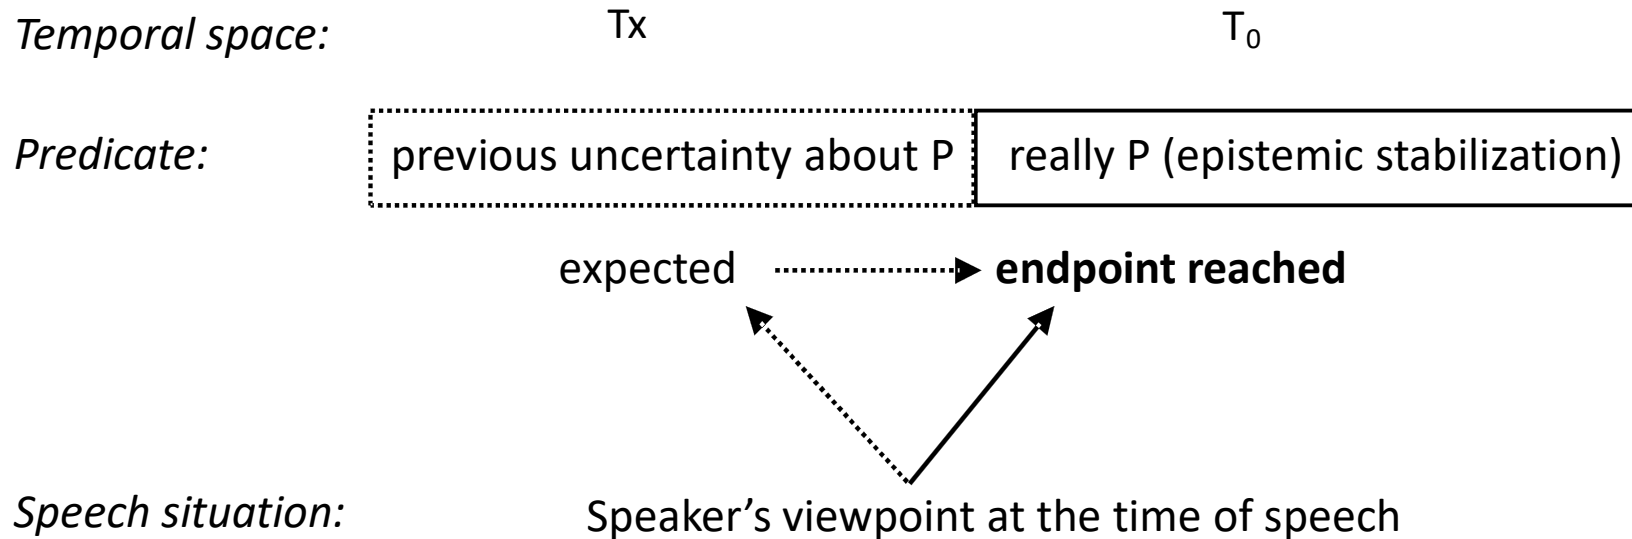 Temporal space: Tx T₀
Predicate: previous uncertainty about P really P (epistemic stabilization)
expected endpoint reached
Speech situation: Speaker’s viewpoint at the time of speech